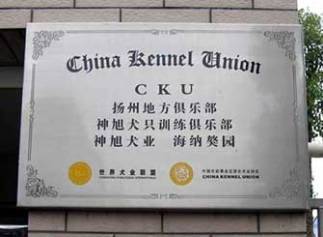 China Kennel Union
CKU
扬州地方俱乐部
神旭犬只训练俱乐部
神旭犬业 海纳獒园
世界犬业联盟
CHINA KENNEL UNION